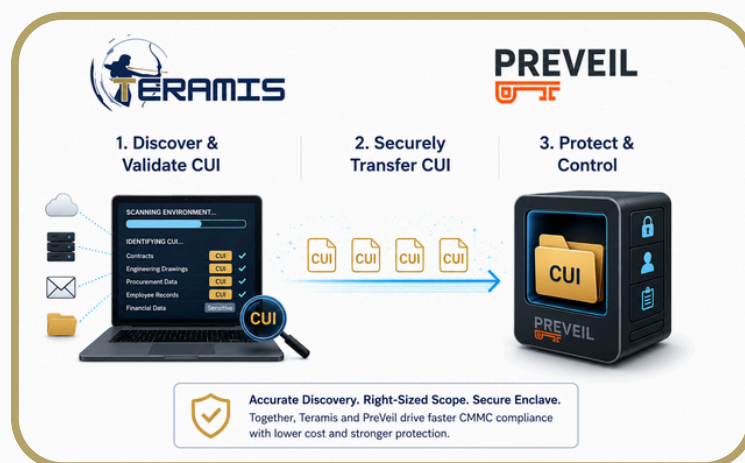 TERAMIS
PREVEIL
1. Discover &
Validate CUI
2. Securely
Transfer CUI
3. Protect &
Control
SCANNING ENVIRONMENT...
IDENTIFYING CUI...
Contracts CUI
Engineering Drawings CUI
Procurement Data CUI
Employee Records CUI
Financial Data Sensitive
CUI
CUI CUI CUI CUI
CUI
PREVEIL
Accurate Discovery. Right-Sized Scope. Secure Enclave.
Together, Teramis and PreVeil drive faster CMMC compliance
with lower cost and stronger protection.